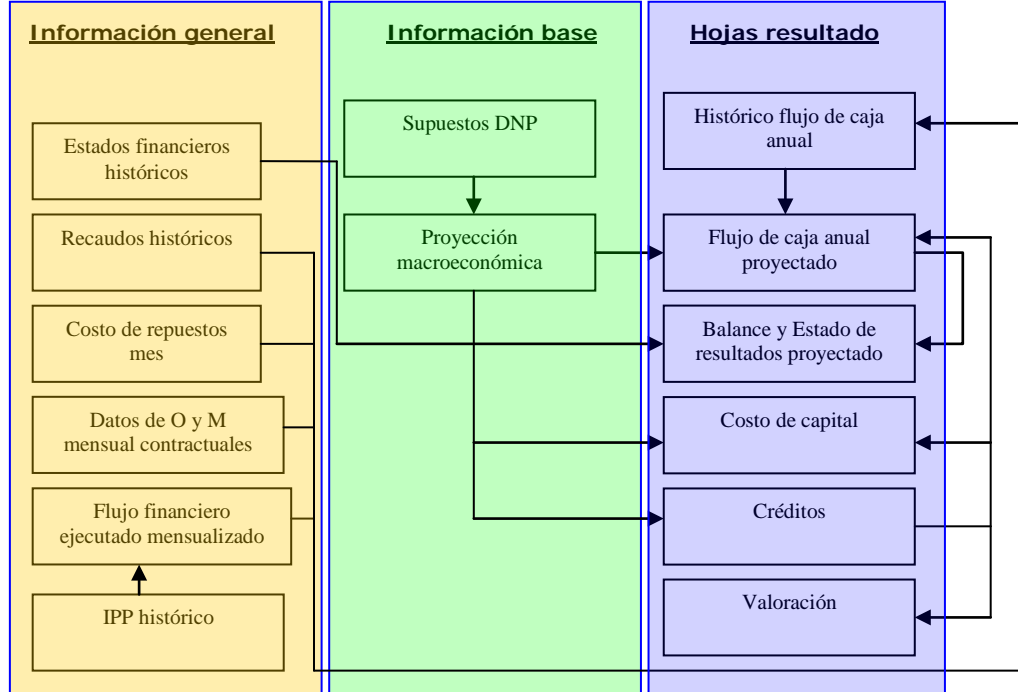 Información general
Estados financieros
históricos
Recaudos históricos
Costo de repuestos
mes
Datos de O y M
mensual contractuales
Flujo financiero
ejecutado mensualizado
IPP histórico
Información base
Supuestos DNP
Proyección
macroeconómica
Hojas resultado
Histórico flujo de caja
anual
Flujo de caja anual
proyectado
Balance y Estado de
resultados proyectado
Costo de capital
Créditos
Valoración